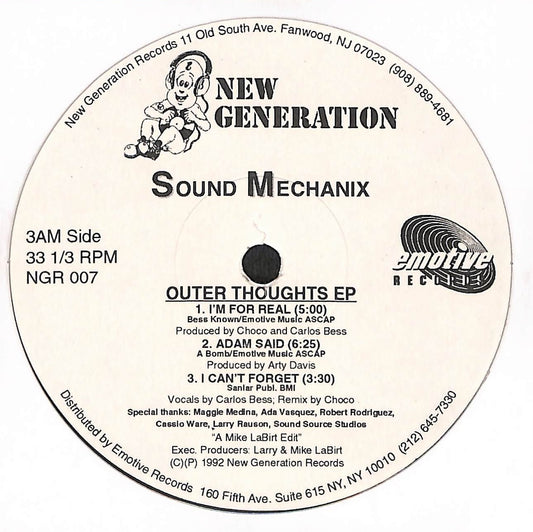 New Generation Records 11 Old South Ave. Fanwood, NJ 07023 (908) 889-4681
NEW
GENERATION
SOUND MECHANIX
3AM Side
33 1/3 RPM
NGR 007
emotive
RECORDS
OUTER THOUGHTS EP
1. I'M FOR REAL (5:00)
Bess Known/Emotive Music ASCAP
Produced by Choco and Carlos Bess
2. ADAM SAID (6:25)
A Bomb/Emotive Music ASCAP
Produced by Arty Davis
3. I CAN'T FORGET (3:30)
Sanlar Publ. BMI
Vocals by Carlos Bess; Remix by Choco
Special thanks: Maggie Medina, Ada Vasquez, Robert Rodriguez,
Cassio Ware, Larry Rauson, Sound Source Studios
"A Mike LaBirt Edit"
Exec. Producers: Larry & Mike LaBirt
(C)(P) 1992 New Generation Records
Distributed by Emotive Records 160 Fifth Ave. Suite 615 NY, NY 10010 (212) 645-7330